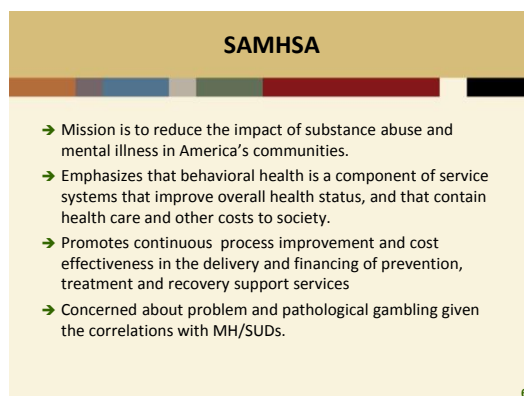 SAMHSA
➔ Mission is to reduce the impact of substance abuse and
mental illness in America's communities.
➔ Emphasizes that behavioral health is a component of service
systems that improve overall health status, and that contain
health care and other costs to society.
➔ Promotes continuous  process improvement and cost
effectiveness in the delivery and financing of prevention,
treatment and recovery support services
➔ Concerned about problem and pathological gambling given
the correlations with MH/SUDs.